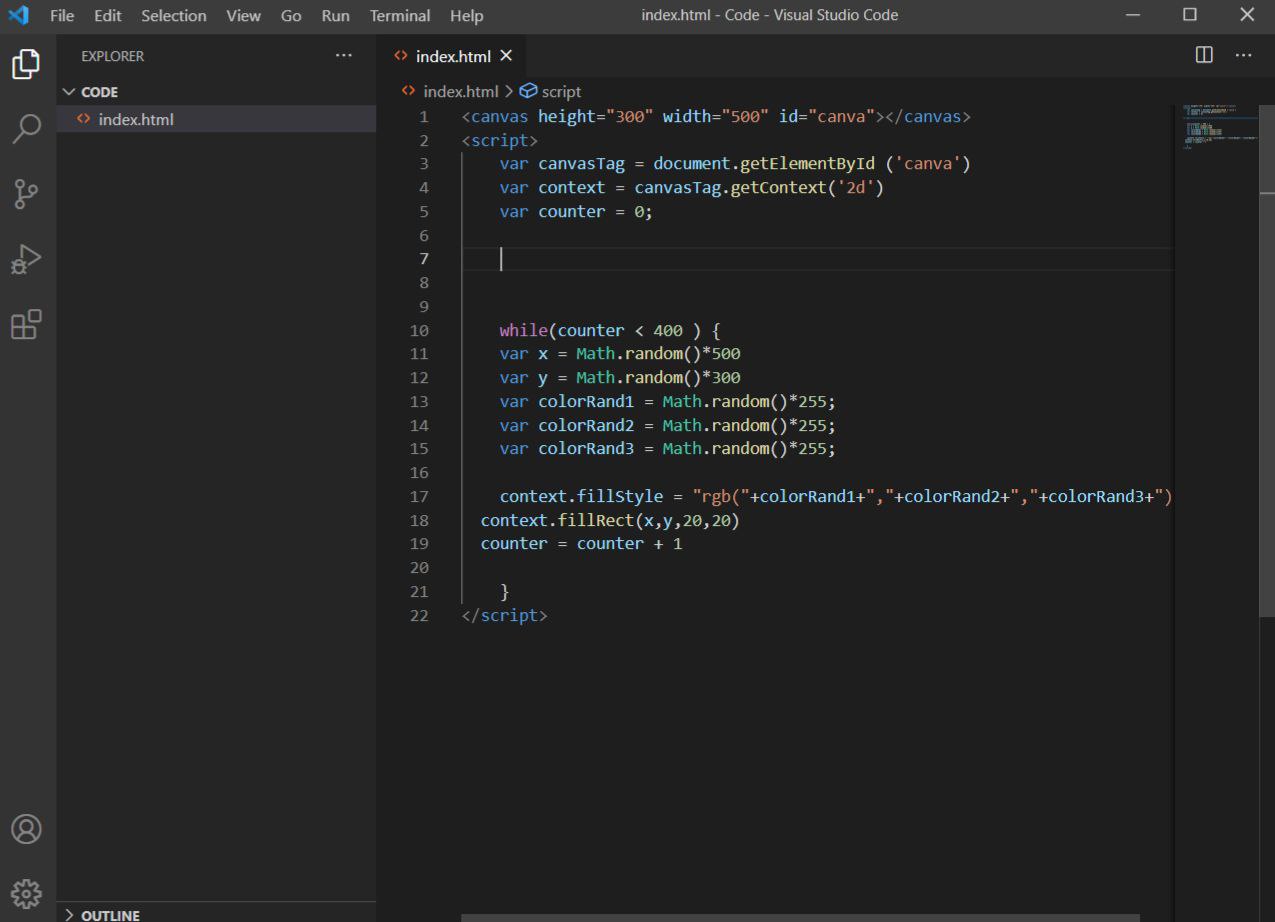 File Edit Selection View Go Run Terminal Help index.html - Code - Visual Studio Code
EXPLORER
CODE
index.html
OUTLINE
index.html
index.html > script
1 <canvas height="300" width="500" id="canva"></canvas>
2 <script>
3 var canvasTag = document.getElementById ('canva')
4 var context = canvasTag.getContext('2d')
5 var counter = 0;
6
7
8
9
10 while(counter < 400 ) {
11 var x = Math.random()*500
12 var y = Math.random()*300
13 var colorRand1 = Math.random()*255;
14 var colorRand2 = Math.random()*255;
15 var colorRand3 = Math.random()*255;
16
17 context.fillStyle = "rgb("+colorRand1+","+colorRand2+","+colorRand3+")
18 context.fillRect(x,y,20,20)
19 counter = counter + 1
20
21 }
22 </script>